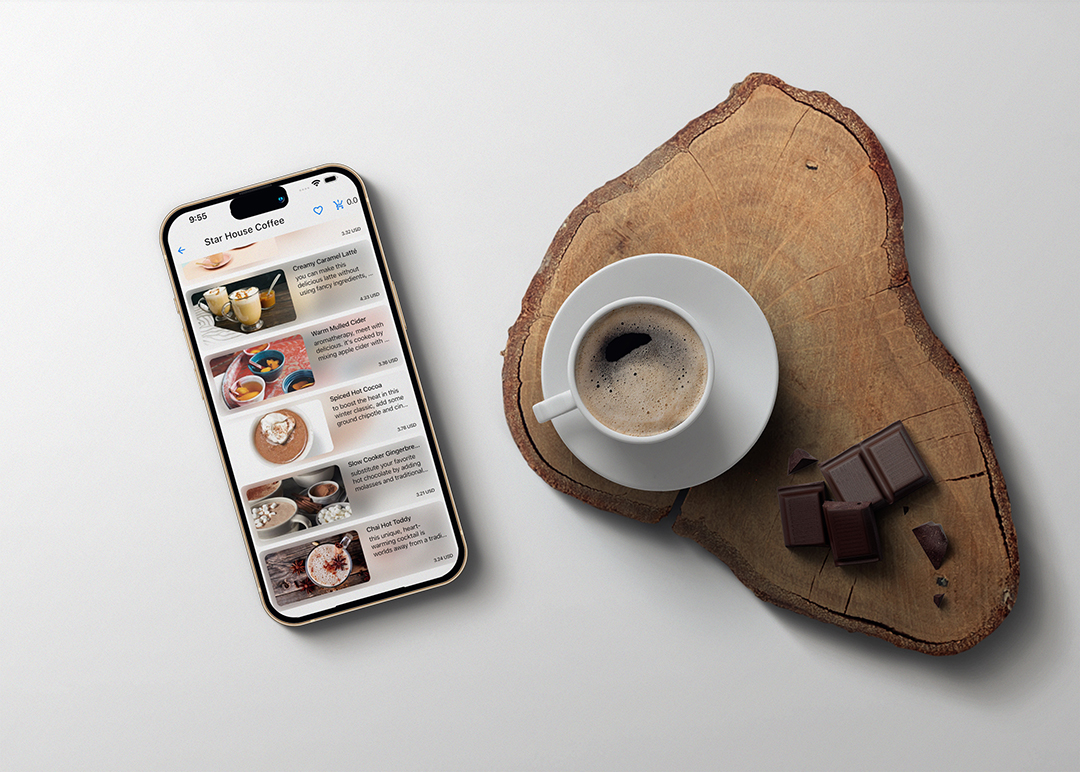 9:55
Star House Coffee
0.0
3.32 USD
Creamy Caramel Latté
you can make this
delicious latte without
using fancy ingredients, ...
4.33 USD
Warm Mulled Cider
aromatherapy, meet with
delicious. it's cooked by
mixing apple cider with ...
3.36 USD
Spiced Hot Cocoa
to boost the heat in this
winter classic, add some
ground chipotle and cin...
3.78 USD
Slow Cooker Gingerbre...
substitute your favorite
hot chocolate by adding
molasses and traditional...
3.21 USD
Chai Hot Toddy
this unique, heart-
warming cocktail is
worlds away from a tradi...
3.24 USD